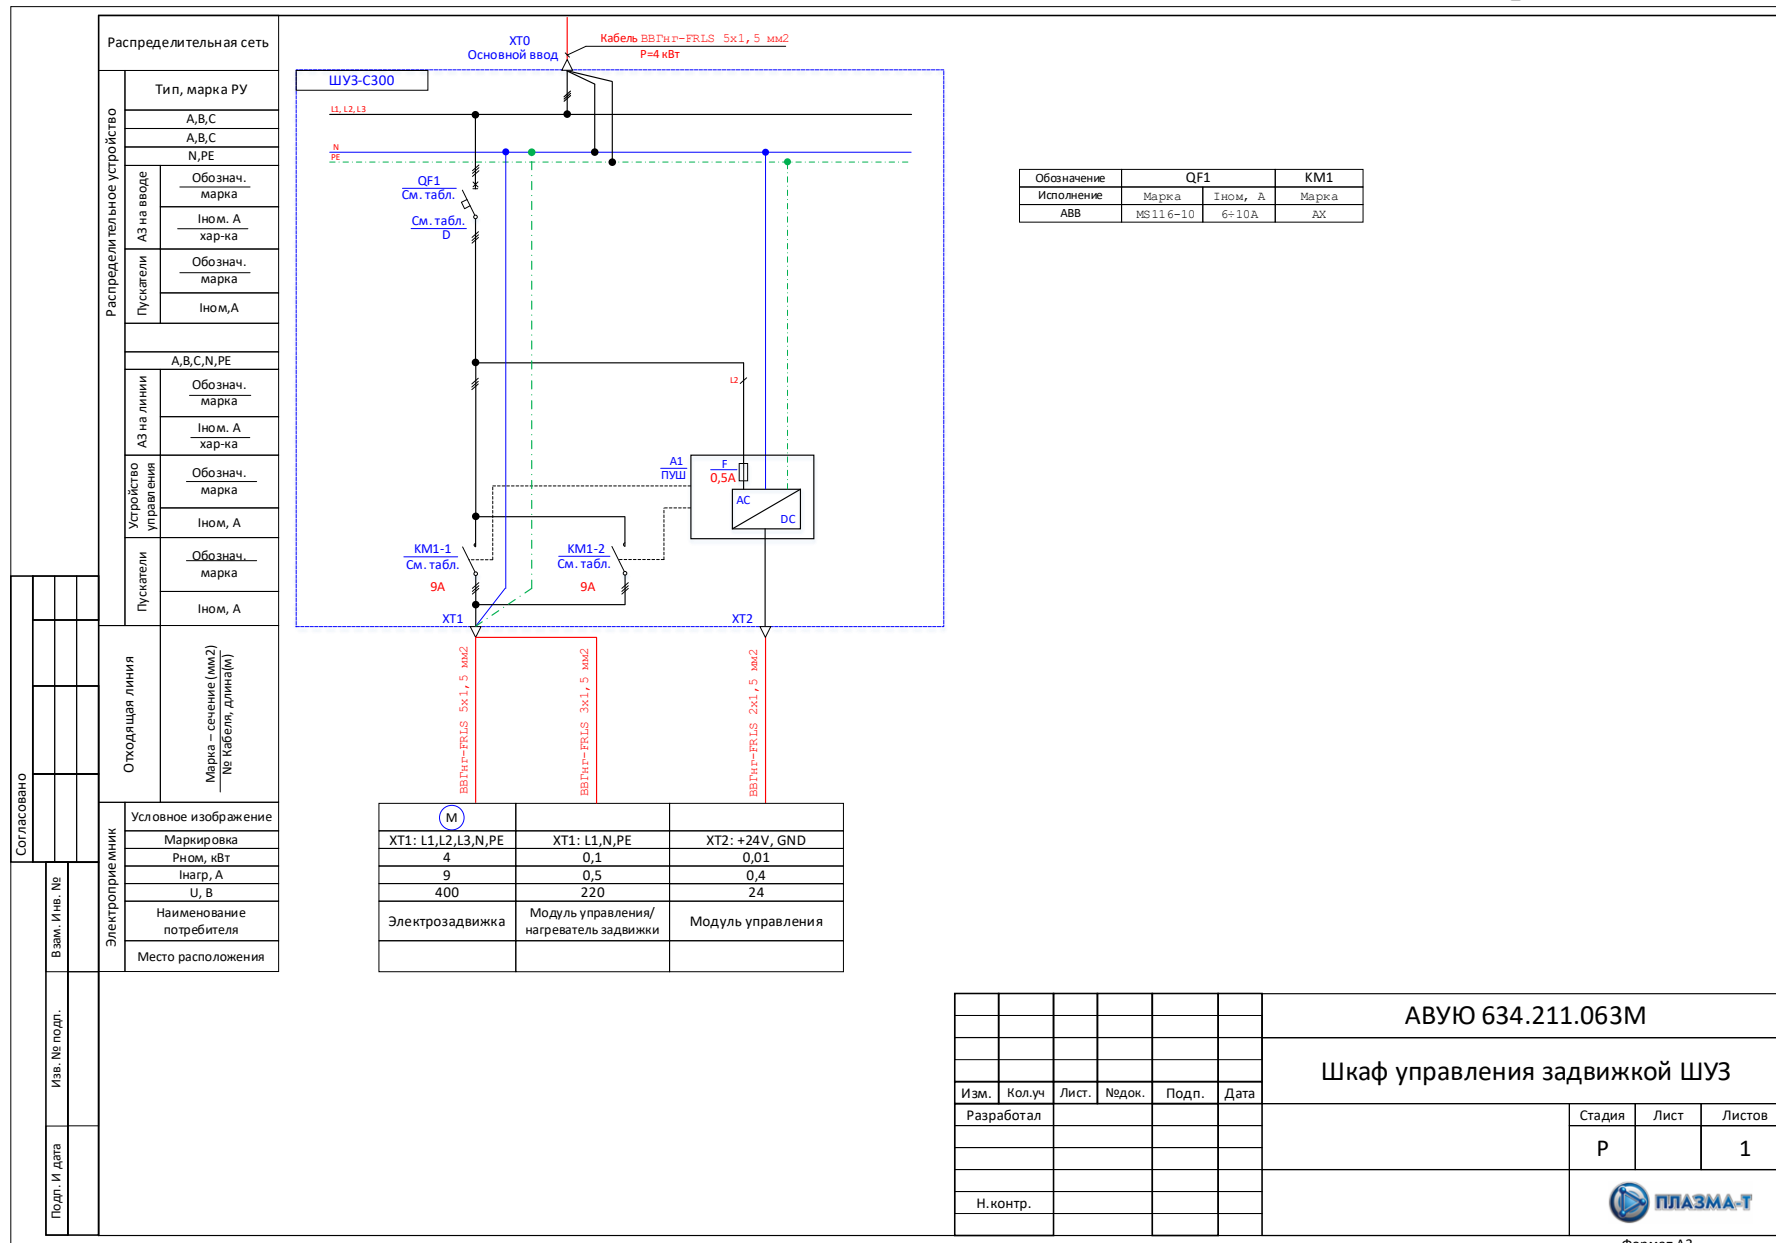 Распределительная сеть
Распределительное устройство
Тип, марка РУ
A,B,C
A,B,C
N,PE
АЗ на вводе
Обознач.
марка
Iном. А
хар-ка
Пускатели
Обознач.
марка
Iном,А
A,B,C,N,PE
АЗ на линии
Обознач.
марка
Iном. А
хар-ка
Устройство
управления
Обознач.
марка
Iном, А
Пускатели
Обознач.
марка
Iном, А
Отходящая линия
Марка – сечение (мм2)
№ Кабеля, длина(м)
Электроприемник
Условное изображение
Маркировка
Рном, кВт
Iнагр, А
U, В
Наименование
потребителя
Место расположения
Согласовано
Взам. Инв. №
Изв. № подл.
Подп. И дата
XT0
Основной ввод
Кабель ВВГнг-FRLS 5х1,5 мм2
P=4 кВт
ШУЗ-С300
L1, L2, L3
N
PE
QF1
См. табл.
См. табл.
D
L2
A1
ПУШ
F
0,5A
AC
DC
KM1-1
См. табл.
9A
KM1-2
См. табл.
9A
XT1
XT2
ВВГнг-FRLS 5х1,5 мм2
ВВГнг-FRLS 3х1,5 мм2
ВВГнг-FRLS 2х1,5 мм2
M
XT1: L1,L2,L3,N,PE XT1: L1,N,PE XT2: +24V, GND
4 0,1 0,01
9 0,5 0,4
400 220 24
Электрозадвижка
Модуль управления/
нагреватель задвижки
Модуль управления
Обозначение QF1 KM1
Исполнение Марка Iном, А Марка
ABB MS116-10 6÷10А AX
АВУЮ 634.211.063М
Шкаф управления задвижкой ШУЗ
Изм. Кол.уч Лист. №док. Подп. Дата
Разработал
Н.контр.
Стадия Лист Листов
Р 1
ПЛАЗМА-Т